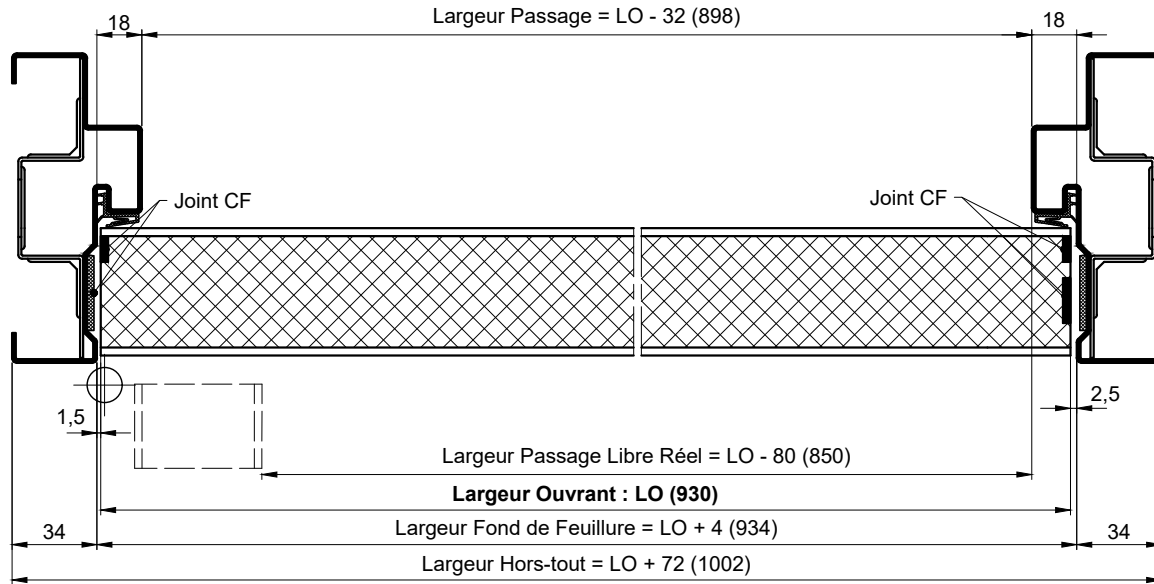 Largeur Passage = LO - 32 (898)
18
18
Joint CF
Joint CF
1,5
2,5
Largeur Passage Libre Réel = LO - 80 (850)
Largeur Ouvrant : LO (930)
34
Largeur Fond de Feuillure = LO + 4 (934)
34
Largeur Hors-tout = LO + 72 (1002)